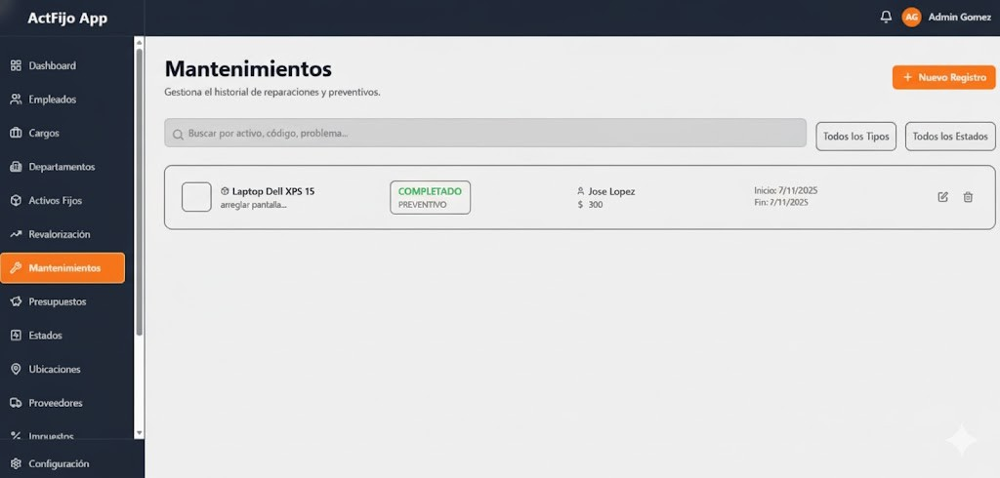 ActFijo App
AG Admin Gomez
Dashboard
Empleados
Cargos
Departamentos
Activos Fijos
Revalorización
Mantenimientos
Presupuestos
Estados
Ubicaciones
Proveedores
Impuestos
Configuración
Mantenimientos
Gestiona el historial de reparaciones y preventivos.
+ Nuevo Registro
Buscar por activo, código, problema...
Todos los Tipos
Todos los Estados
Laptop Dell XPS 15
arreglar pantalla...
COMPLETADO
PREVENTIVO
Jose Lopez
$ 300
Inicio: 7/11/2025
Fin: 7/11/2025